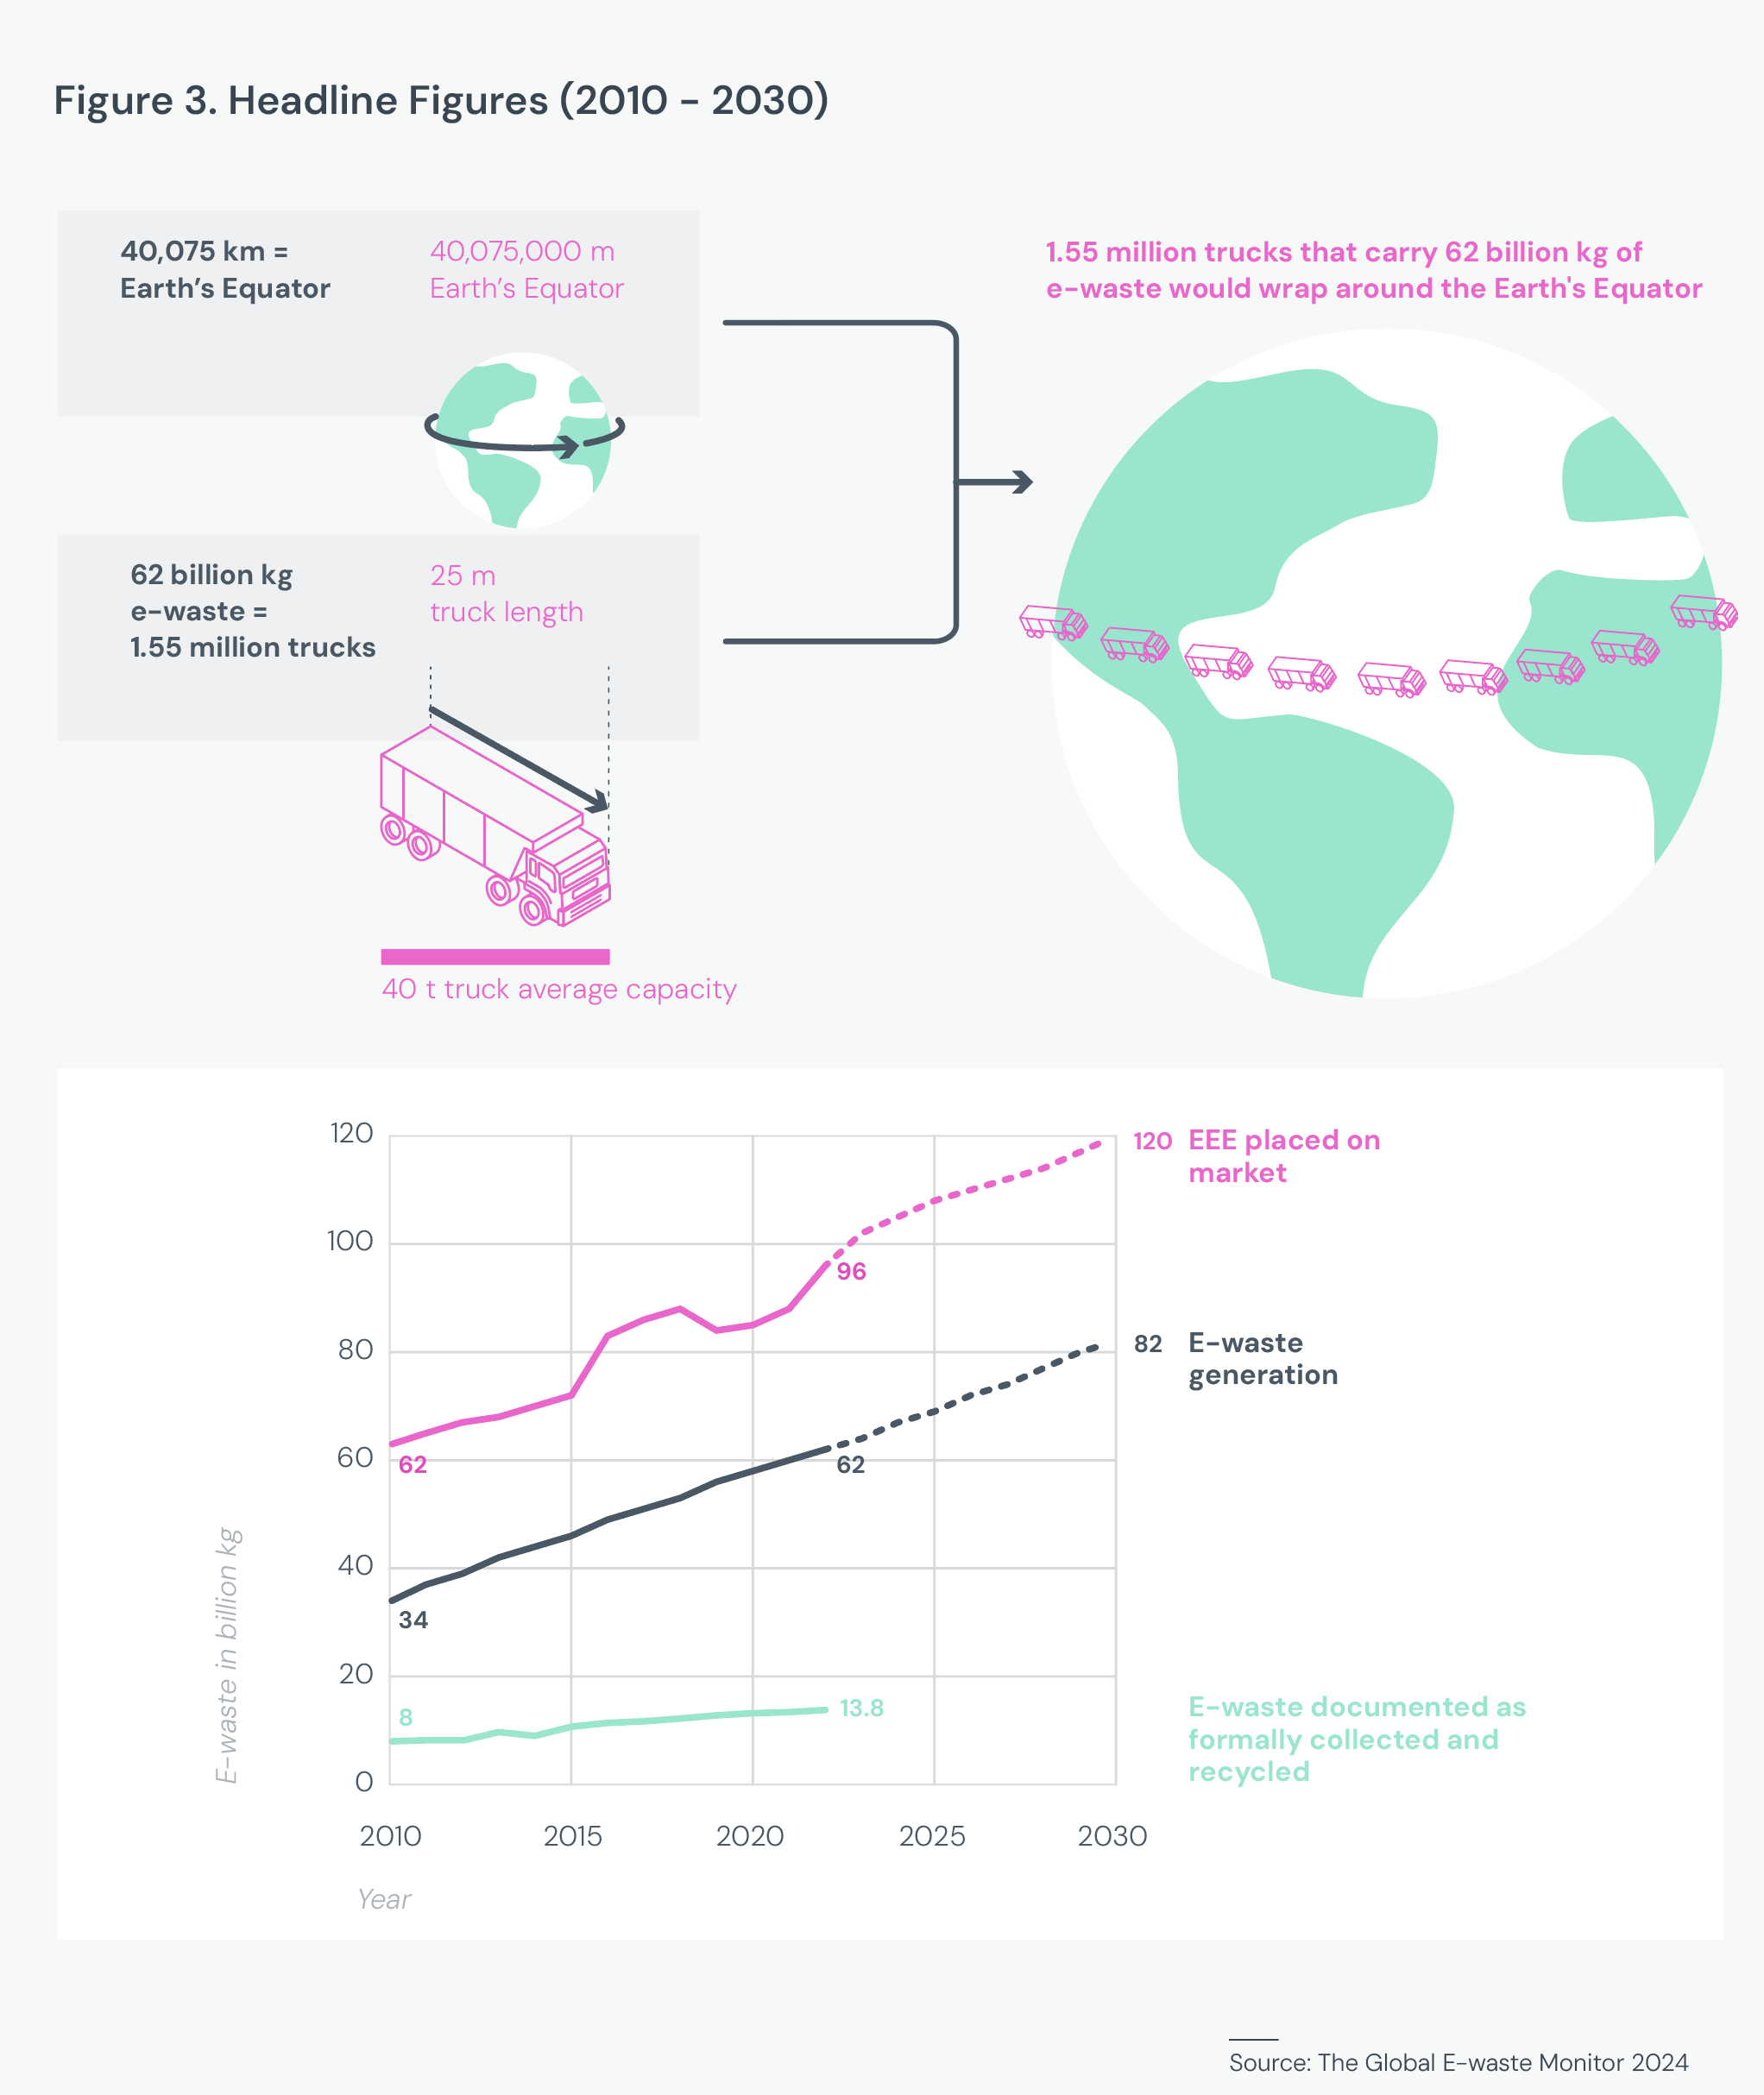 Figure 3. Headline Figures (2010 - 2030)
40,075 km =
Earth’s Equator
40,075,000 m
Earth’s Equator
62 billion kg
e-waste =
1.55 million trucks
25 m
truck length
40 t truck average capacity
1.55 million trucks that carry 62 billion kg of
e-waste would wrap around the Earth's Equator
E-waste in billion kg
120
100
80
60
40
20
0
62
96
120
EEE placed on
market
34
62
82
E-waste
generation
8
13.8
E-waste documented as
formally collected and
recycled
2010
2015
2020
2025
2030
Year
Source: The Global E-waste Monitor 2024